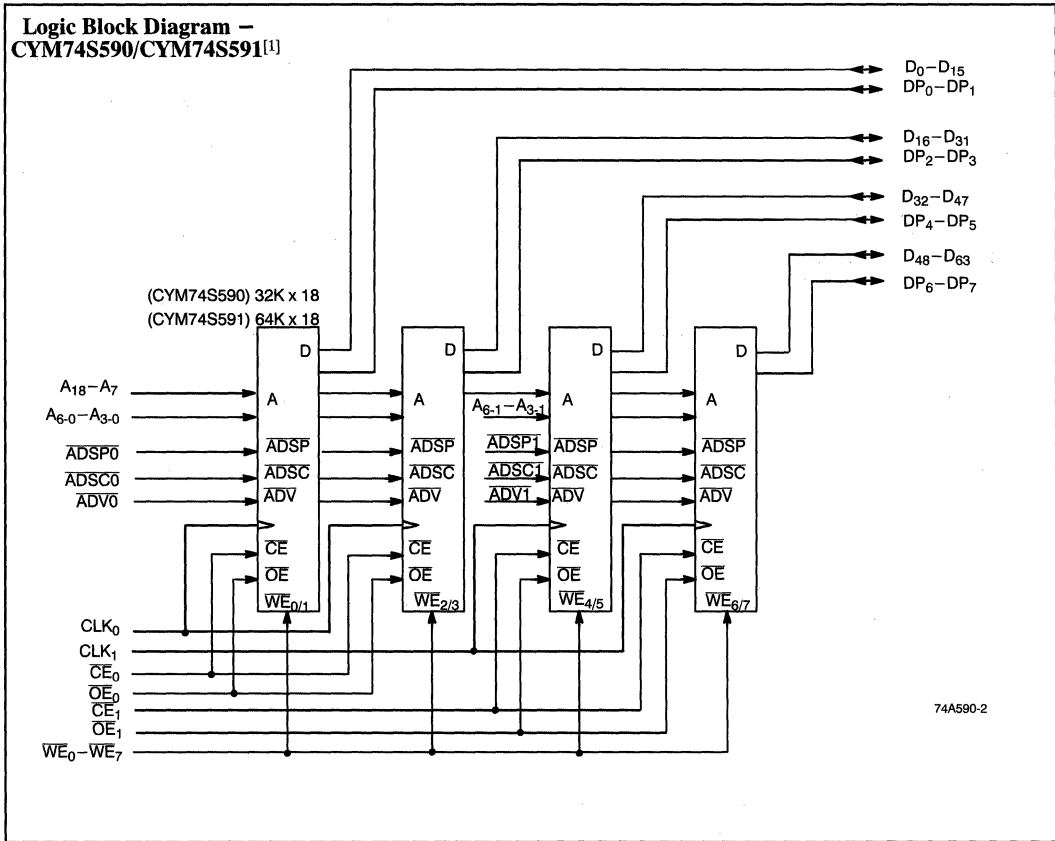 Logic Block Diagram –
CYM74S590/CYM74S591[1]
D0–D15
DP0–DP1
D16–D31
DP2–DP3
D32–D47
DP4–DP5
D48–D63
DP6–DP7
(CYM74S590) 32K x 18
(CYM74S591) 64K x 18
D
D
D
D
A18–A7
A
A
A
A
A6-0–A3-0
A6-1–A3-1
ADSP0
ADSP
ADSP
ADSP1
ADSP
ADSP
ADSC0
ADSC
ADSC
ADSC1
ADSC
ADSC
ADV0
ADV
ADV
ADV1
ADV
ADV
CE
CE
CE
CE
OE
OE
OE
OE
WE0/1
WE2/3
WE4/5
WE6/7
CLK0
CLK1
CE0
OE0
CE1
OE1
WE0–WE7
74A590-2